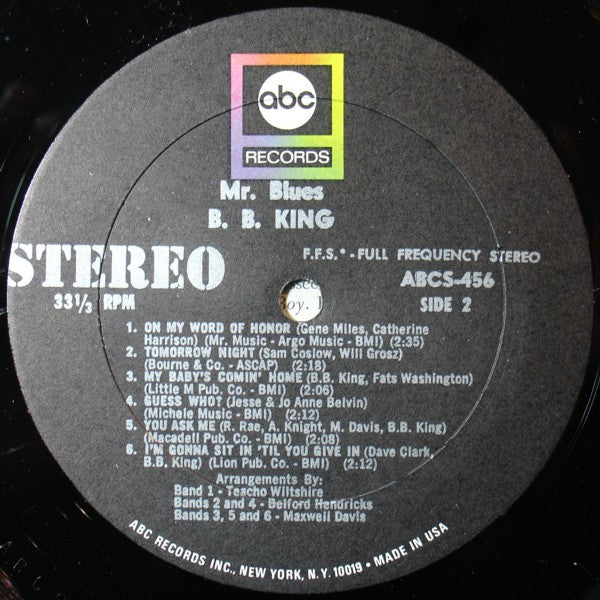 abc
RECORDS
Mr. Blues
B. B. KING
STEREO
F.F.S.* - FULL FREQUENCY STEREO
33 1/3 RPM
ABCS-456
SIDE 2
Boy.
1. ON MY WORD OF HONOR (Gene Miles, Catherine
Harrison) (Mr. Music - Argo Music - BMI) (2:35)
2. TOMORROW NIGHT (Sam Coslow, Will Grosz)
(Bourne & Co. - ASCAP) (2:18)
3. MY BABY'S COMIN' HOME (B.B. King, Fats Washington)
(Little M Pub. Co. - BMI) (2:06)
4. GUESS WHO? (Jesse & Jo Anne Belvin)
(Michele Music - BMI) (2:12)
5. YOU ASK ME (R. Rae, A. Knight, M. Davis, B.B. King)
(Macadell Pub. Co. - BMI) (2:08)
6. I'M GONNA SIT IN 'TIL YOU GIVE IN (Dave Clark,
B.B. King) (Lion Pub. Co. - BMI) (2:12)
Arrangements By:
Band 1 - Teacho Wiltshire
Bands 2 and 4 - Belford Hendricks
Bands 3, 5 and 6 - Maxwell Davis
ABC RECORDS INC., NEW YORK, N.Y. 10019 • MADE IN USA